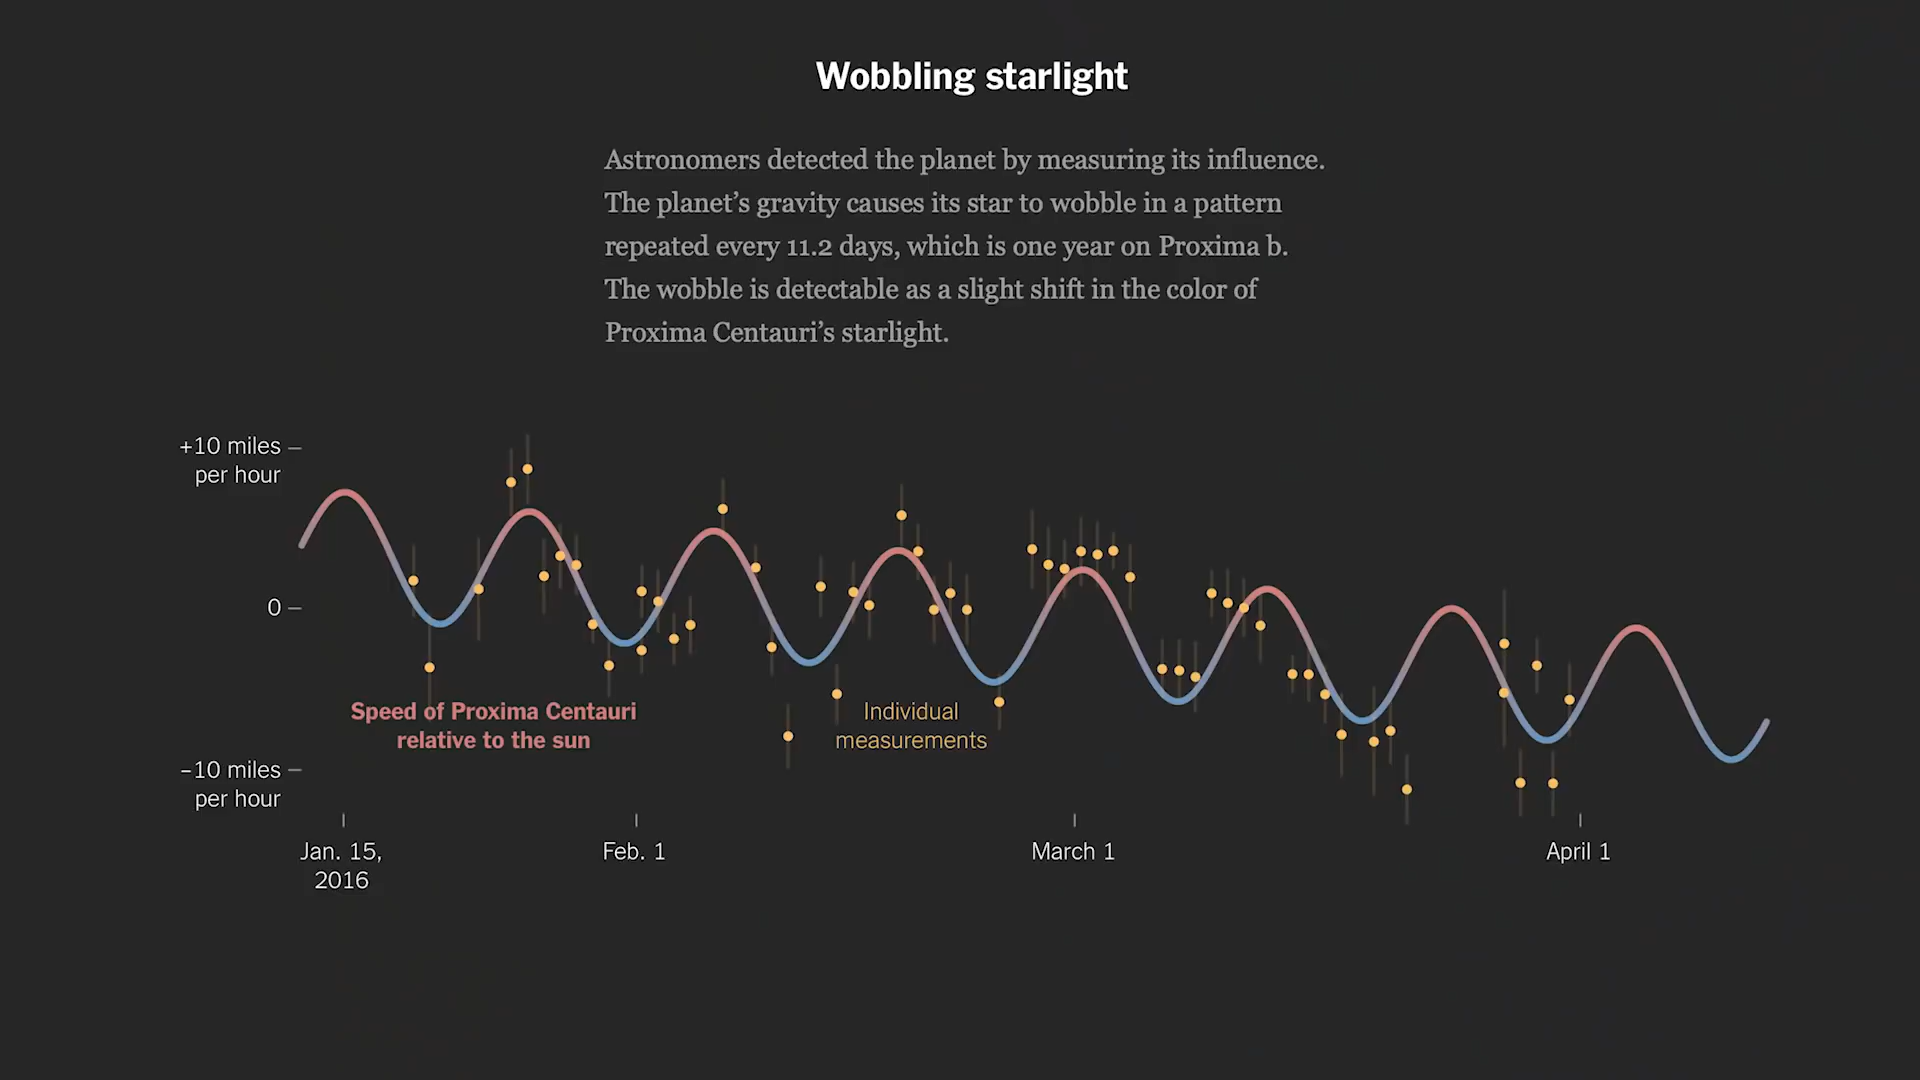 Wobbling starlight
Astronomers detected the planet by measuring its influence.
The planet’s gravity causes its star to wobble in a pattern
repeated every 11.2 days, which is one year on Proxima b.
The wobble is detectable as a slight shift in the color of
Proxima Centauri’s starlight.
+10 miles
per hour
0
Speed of Proxima Centauri
relative to the sun
Individual
measurements
−10 miles
per hour
Jan. 15,
2016
Feb. 1
March 1
April 1